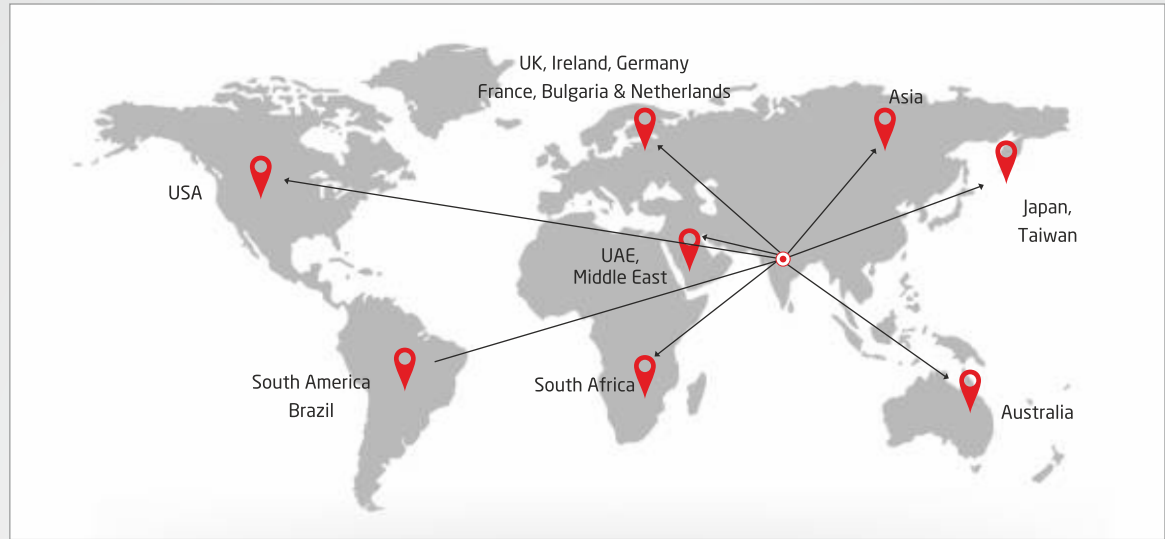 UK, Ireland, Germany
France, Bulgaria & Netherlands
Asia
USA
Japan,
Taiwan
UAE,
Middle East
South America
Brazil
South Africa
Australia